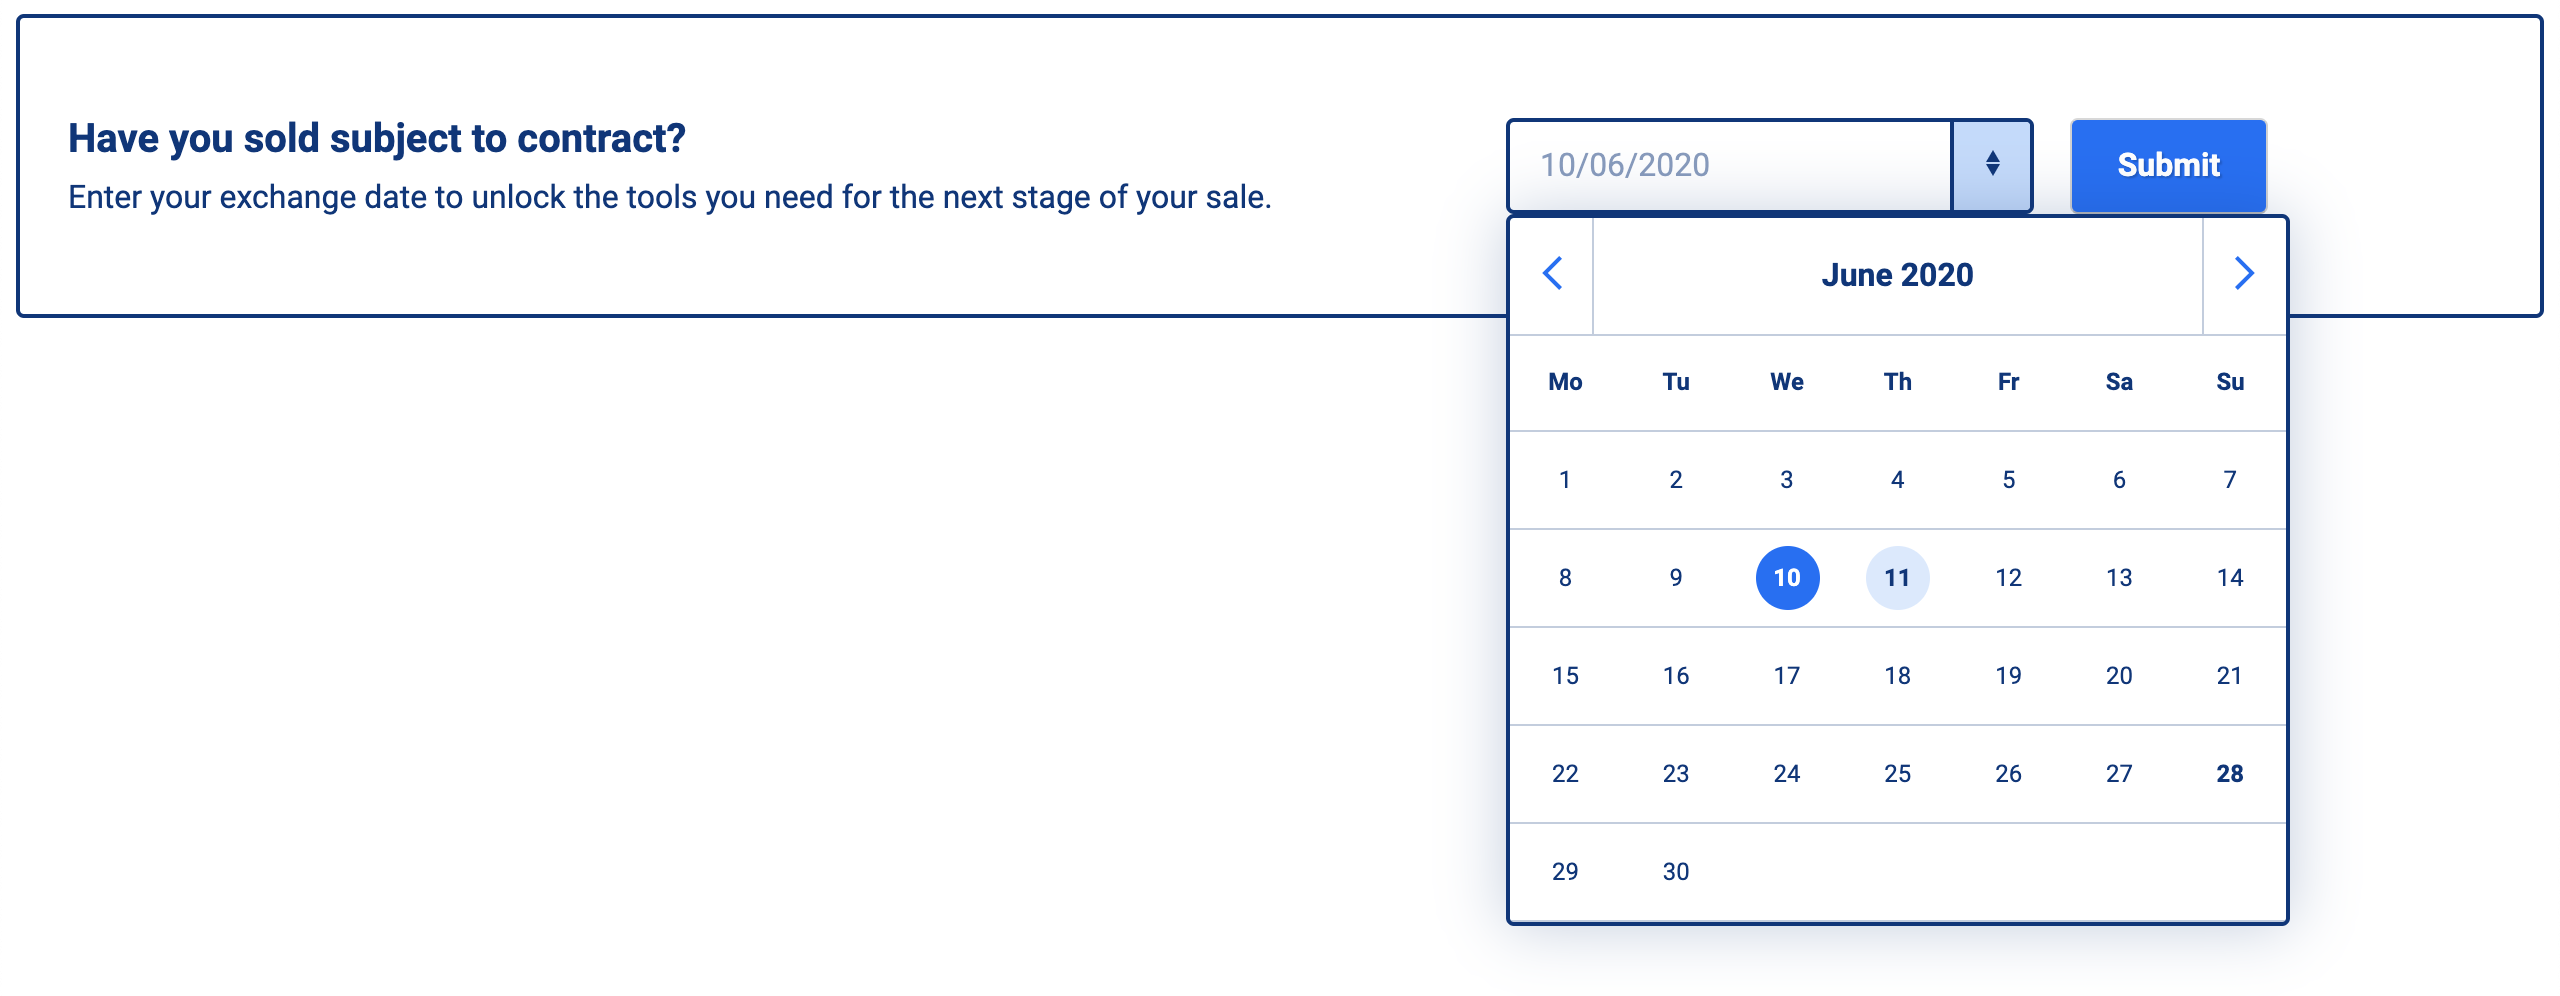 Have you sold subject to contract?
Enter your exchange date to unlock the tools you need for the next stage of your sale.
10/06/2020
Submit
June 2020
Mo Tu We Th Fr Sa Su
1 2 3 4 5 6 7
8 9 10 11 12 13 14
15 16 17 18 19 20 21
22 23 24 25 26 27 28
29 30